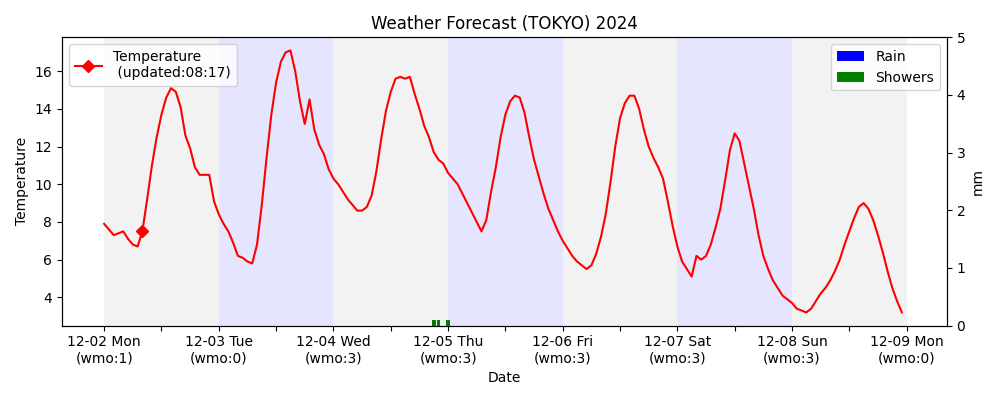 Weather Forecast (TOKYO) 2024
Temperature
(updated:08:17)
Rain
Showers
Temperature
16
14
12
10
8
6
4
5
4
3
2
1
0
mm
12-02 Mon
(wmo:1)
12-03 Tue
(wmo:0)
12-04 Wed
(wmo:3)
12-05 Thu
(wmo:3)
12-06 Fri
(wmo:3)
12-07 Sat
(wmo:3)
12-08 Sun
(wmo:3)
12-09 Mon
(wmo:0)
Date